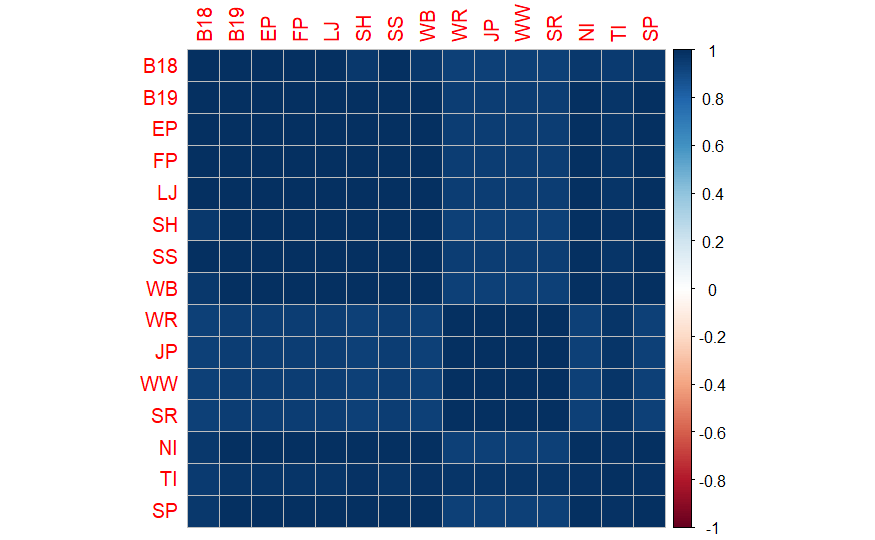 B18 B19 EP FP LJ SH SS WB WR JP WW SR NI TI SP
B18
B19
EP
FP
LJ
SH
SS
WB
WR
JP
WW
SR
NI
TI
SP
1
0.8
0.6
0.4
0.2
0
-0.2
-0.4
-0.6
-0.8
-1